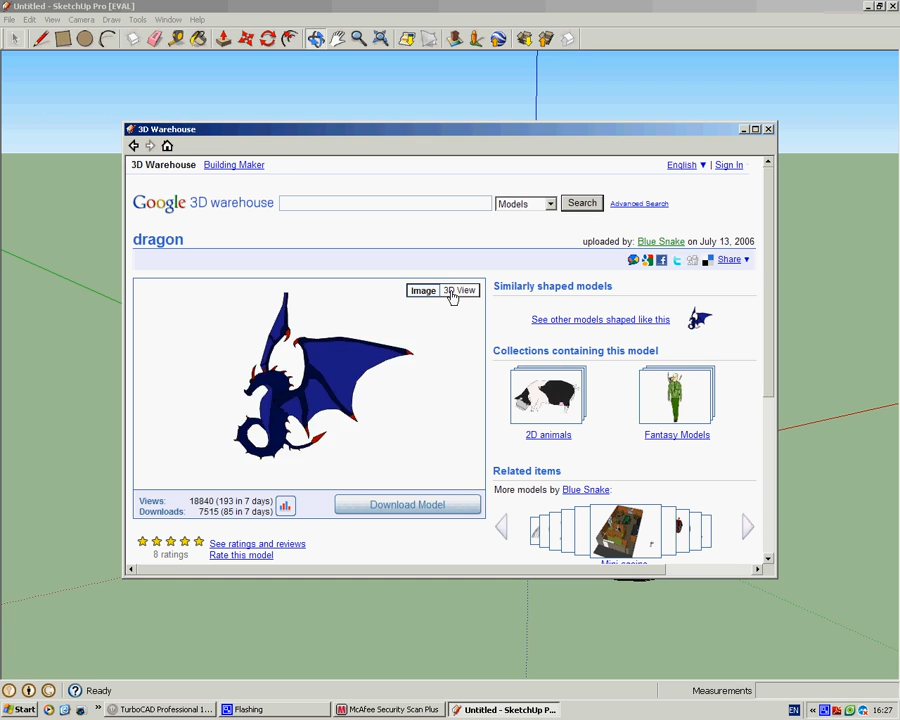 Untitled - SketchUp Pro [EVAL]
File Edit View Camera Draw Tools Window Help
3D Warehouse
3D Warehouse Building Maker English ▼ | Sign In
Google 3D warehouse Models Search Advanced Search
dragon uploaded by: Blue Snake on July 13, 2006
Share ▼
Image 3D View
Similarly shaped models
See other models shaped like this
Collections containing this model
2D animals Fantasy Models
Related items
More models by Blue Snake:
Views: 18840 (193 in 7 days)
Downloads: 7515 (85 in 7 days)
Download Model
See ratings and reviews
8 ratings Rate this model
Ready Measurements
Start » TurboCAD Professional 1... Flashing McAfee Security Scan Plus Untitled - SketchUp P... EN « 16:27